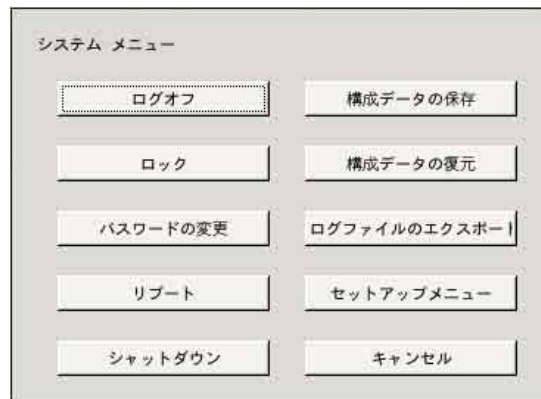 システム メニュー
ログオフ
構成データの保存
ロック
構成データの復元
パスワードの変更
ログファイルのエクスポート
リブート
セットアップメニュー
シャットダウン
キャンセル